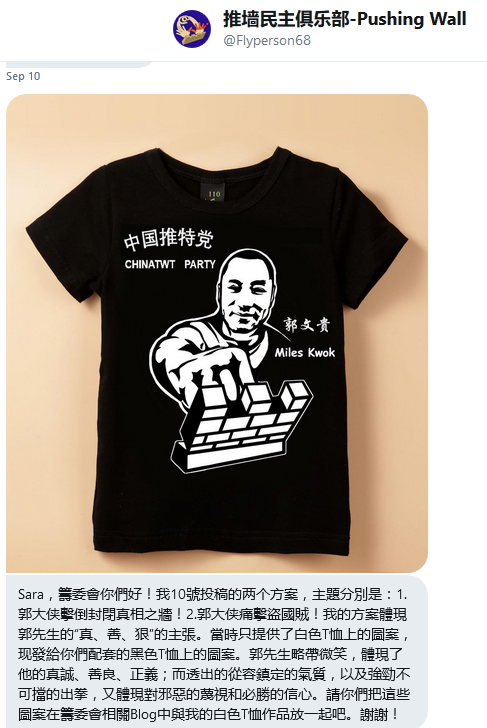 推墙民主俱乐部-Pushing Wall
@Flyperson68
Sep 10
110
中国推特党
CHINATWT PARTY
郭文貴
Miles Kwok
Sara，籌委會你們好！我10號投稿的两个方案，主題分別是：1.
郭大侠擊倒封閉真相之牆！2.郭大侠痛擊盜國賊！我的方案體現
郭先生的"真、善、狠"的主張。當時只提供了白色T恤上的圖案，
现發給你們配套的黑色T恤上的圖案。郭先生略帶微笑，體現了
他的真誠、善良、正義；而透出的從容鎮定的氣質，以及強勁不
可擋的出拳，又體現對邪惡的蔑視和必勝的信心。請你們把這些
圖案在籌委會相關Blog中與我的白色T恤作品放一起吧。謝謝！